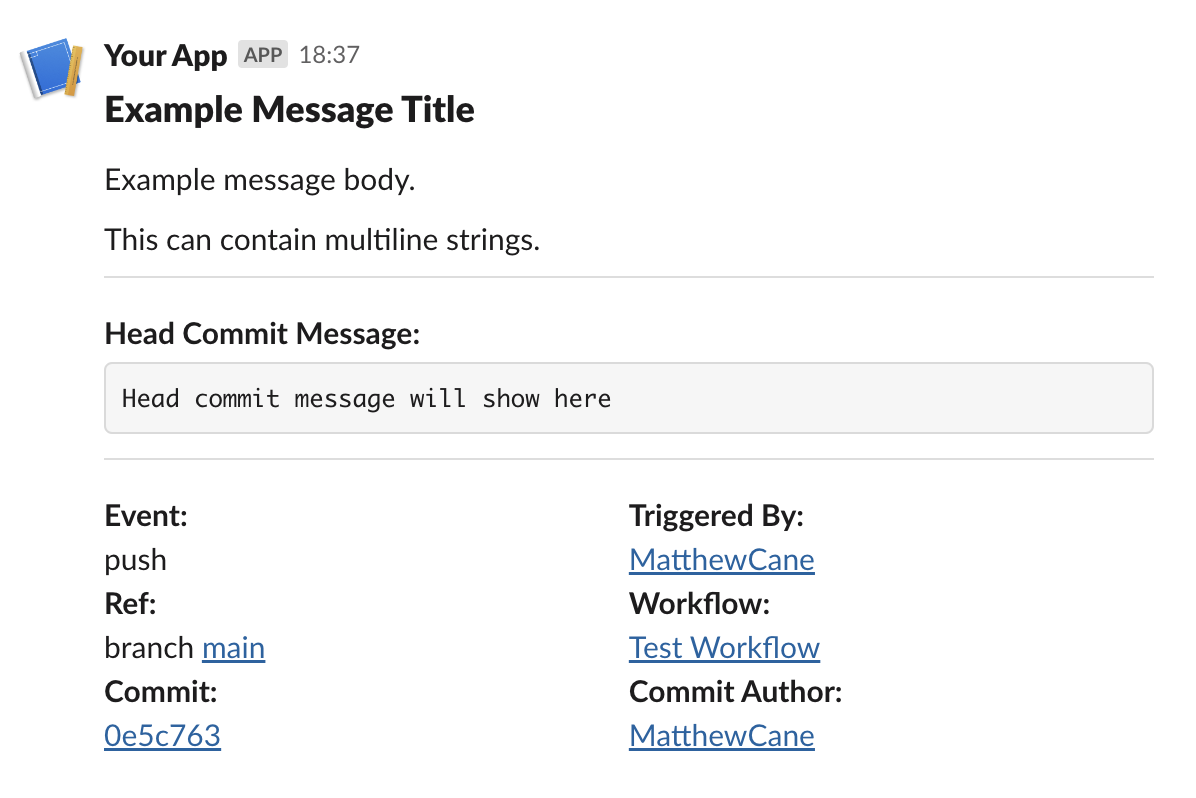 Your App APP 18:37
Example Message Title
Example message body.
This can contain multiline strings.
Head Commit Message:
Head commit message will show here
Event: Triggered By:
push MatthewCane
Ref: Workflow:
branch main Test Workflow
Commit: Commit Author:
0e5c763 MatthewCane